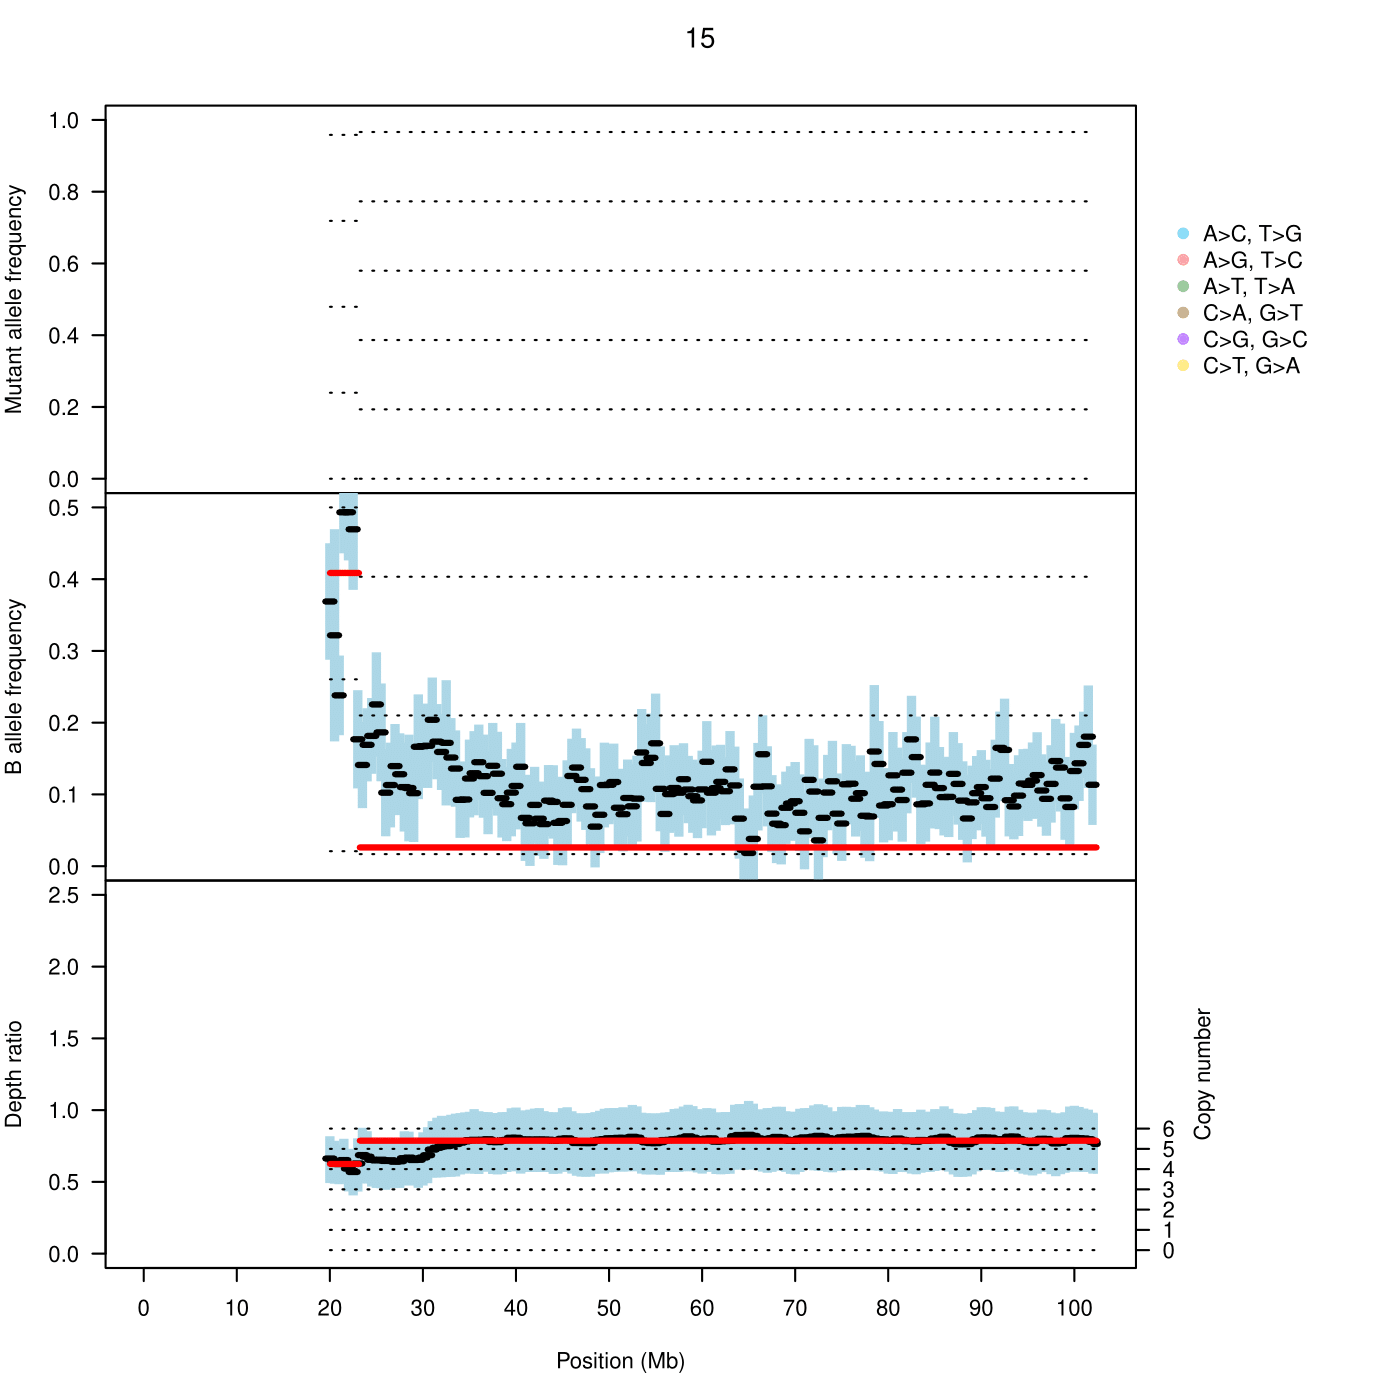 15
Mutant allele frequency
1.0
0.8
0.6
0.4
0.2
0.0
A>C, T>G
A>G, T>C
A>T, T>A
C>A, G>T
C>G, G>C
C>T, G>A
B allele frequency
0.5
0.4
0.3
0.2
0.1
0.0
Depth ratio
2.5
2.0
1.5
1.0
0.5
0.0
Copy number
6
5
4
3
2
1
0
0 10 20 30 40 50 60 70 80 90 100
Position (Mb)